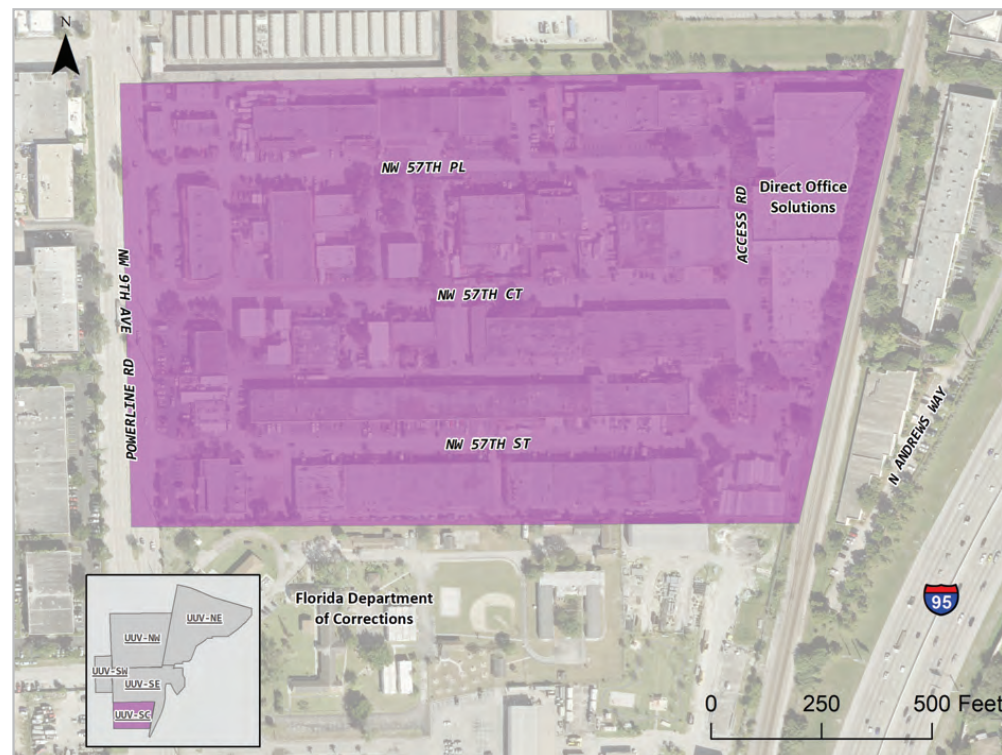 N
NW 57TH PL
Direct Office
Solutions
ACCESS RD
NW 9TH AVE
NW 57TH CT
POWERLINE RD
N ANDREWS WAY
NW 57TH ST
Florida Department
of Corrections
95
UUV-NE
UUV-NW
UUV-SW
UUV-SE
UUV-SC
0 250 500 Feet